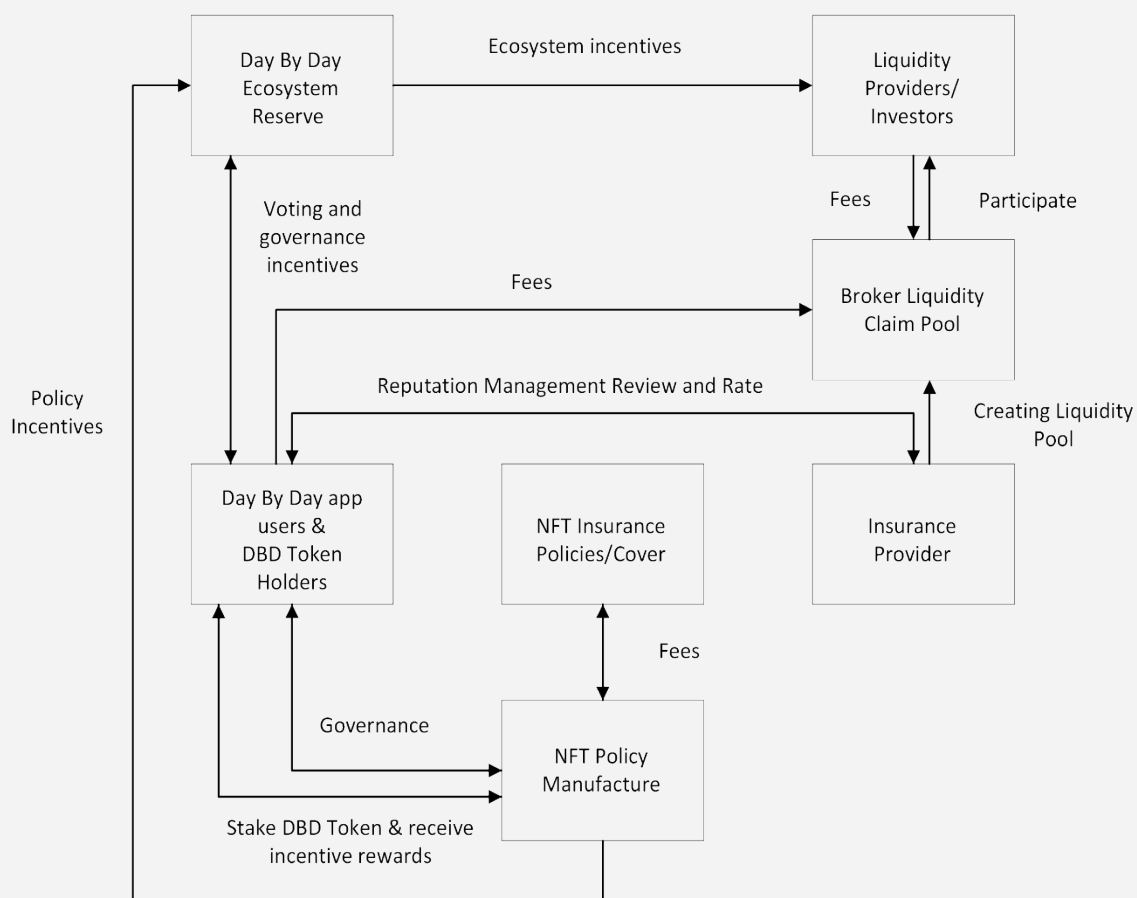 Day By Day
Ecosystem
Reserve
Ecosystem incentives
Liquidity
Providers/
Investors
Voting and
governance
incentives
Fees
Participate
Fees
Broker Liquidity
Claim Pool
Policy
Incentives
Reputation Management Review and Rate
Creating Liquidity
Pool
Day By Day app
users &
DBD Token
Holders
NFT Insurance
Policies/Cover
Insurance
Provider
Fees
Governance
NFT Policy
Manufacture
Stake DBD Token & receive
incentive rewards